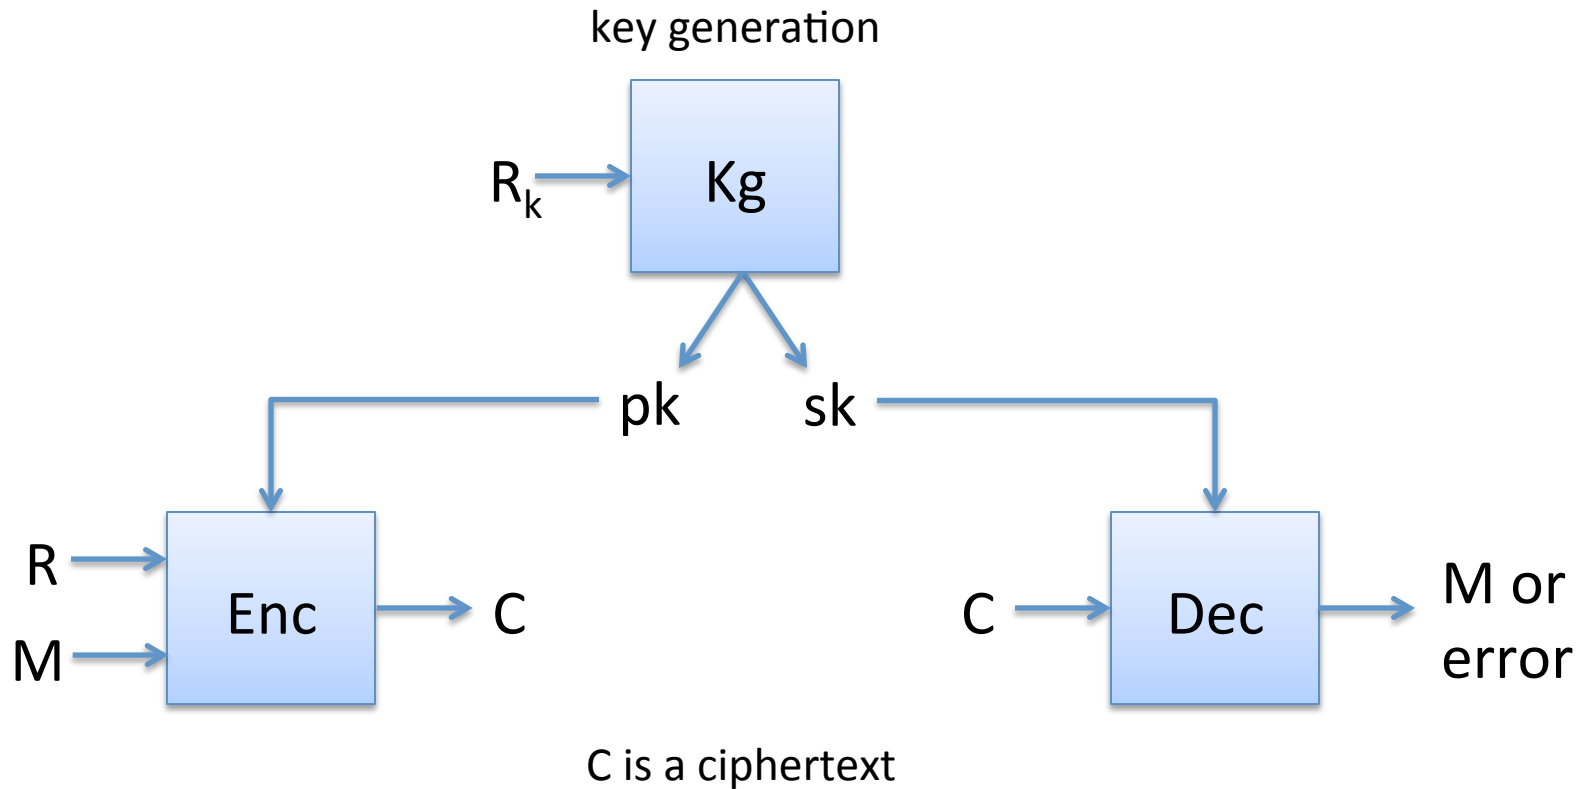 key generation
Kg
Rk
pk
sk
R
M
Enc
C
C
Dec
M or
error
C is a ciphertext